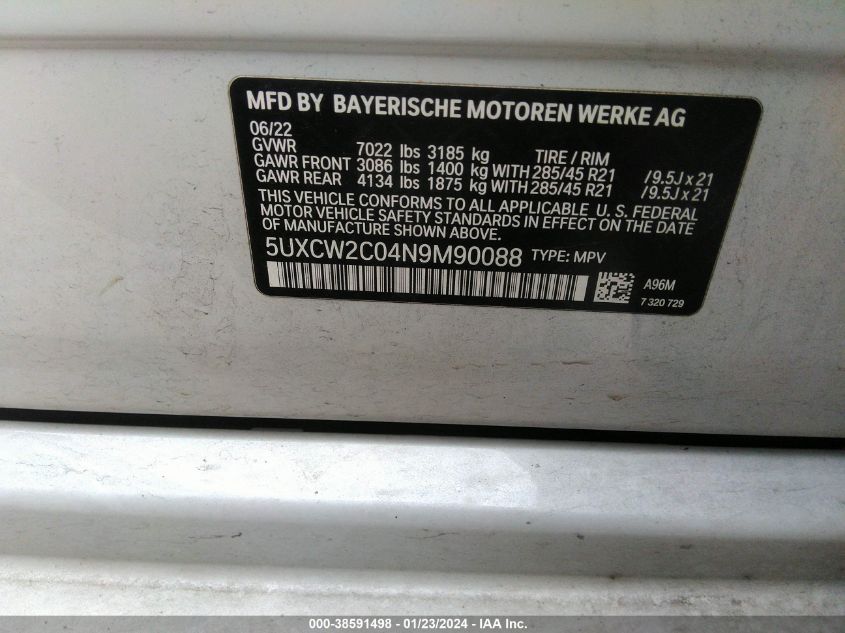 MFD BY BAYERISCHE MOTOREN WERKE AG
06/22
GVWR 7022 lbs 3185 kg TIRE / RIM
GAWR FRONT 3086 lbs 1400 kg WITH 285/45 R21 /9.5J x 21
GAWR REAR 4134 lbs 1875 kg WITH 285/45 R21 /9.5J x 21
THIS VEHICLE CONFORMS TO ALL APPLICABLE U. S. FEDERAL
MOTOR VEHICLE SAFETY STANDARDS IN EFFECT ON THE DATE
OF MANUFACTURE SHOWN ABOVE.
5UXCW2C04N9M90088 TYPE: MPV
A96M
7 320 729
000-38591498 - 01/23/2024 - IAA Inc.